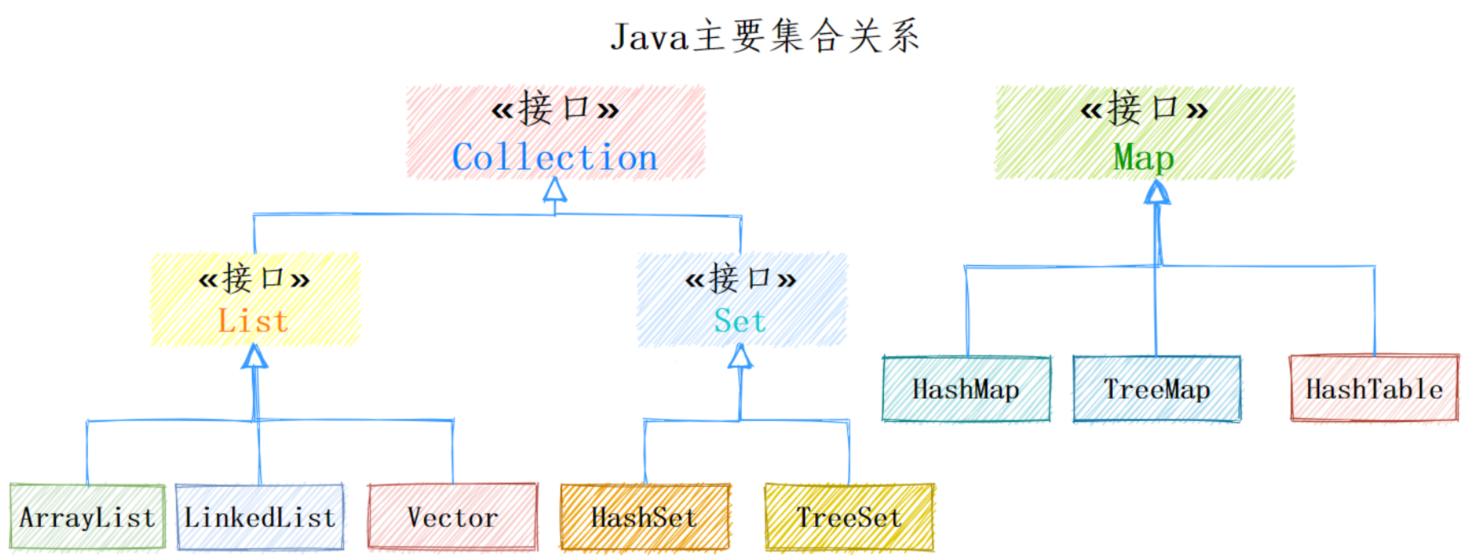 Java主要集合关系
«接口»
Collection
«接口»
Map
«接口»
List
«接口»
Set
HashMap
TreeMap
HashTable
ArrayList
LinkedList
Vector
HashSet
TreeSet